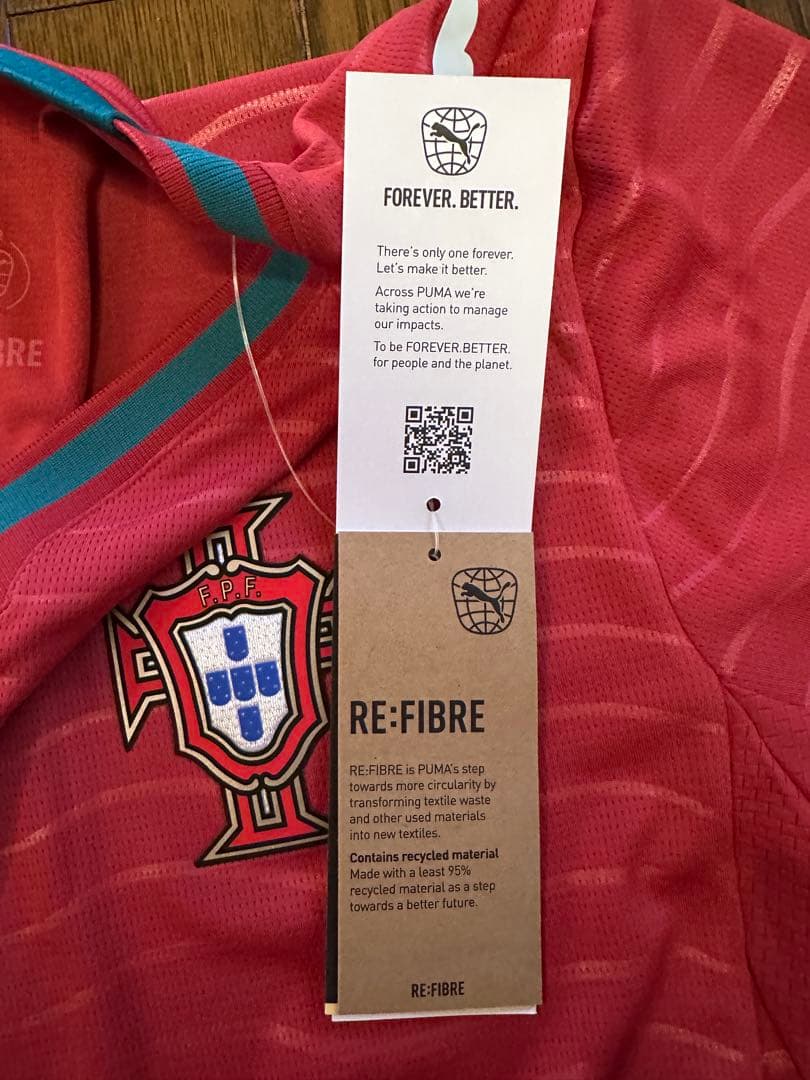 FOREVER. BETTER.
There's only one forever.
Let's make it better.
Across PUMA we're
taking action to manage
our impacts.
To be FOREVER.BETTER.
for people and the planet.
BRE
F.P.F.
RE:FIBRE
RE:FIBRE is PUMA's step
towards more circularity by
transforming textile waste
and other used materials
into new textiles.
Contains recycled material
Made with a least 95%
recycled material as a step
towards a better future.
RE:FIBRE